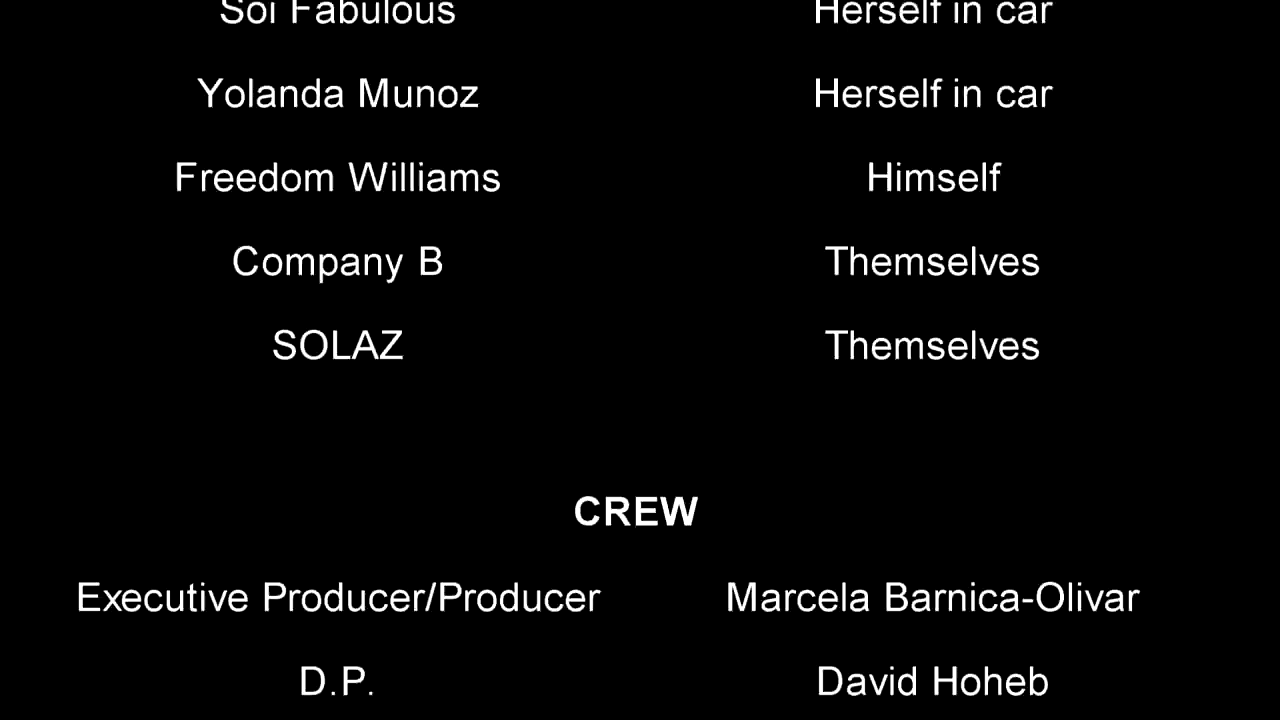 Soi Fabulous Herself in car
Yolanda Munoz Herself in car
Freedom Williams Himself
Company B Themselves
SOLAZ Themselves
CREW
Executive Producer/Producer Marcela Barnica-Olivar
D.P. David Hoheb